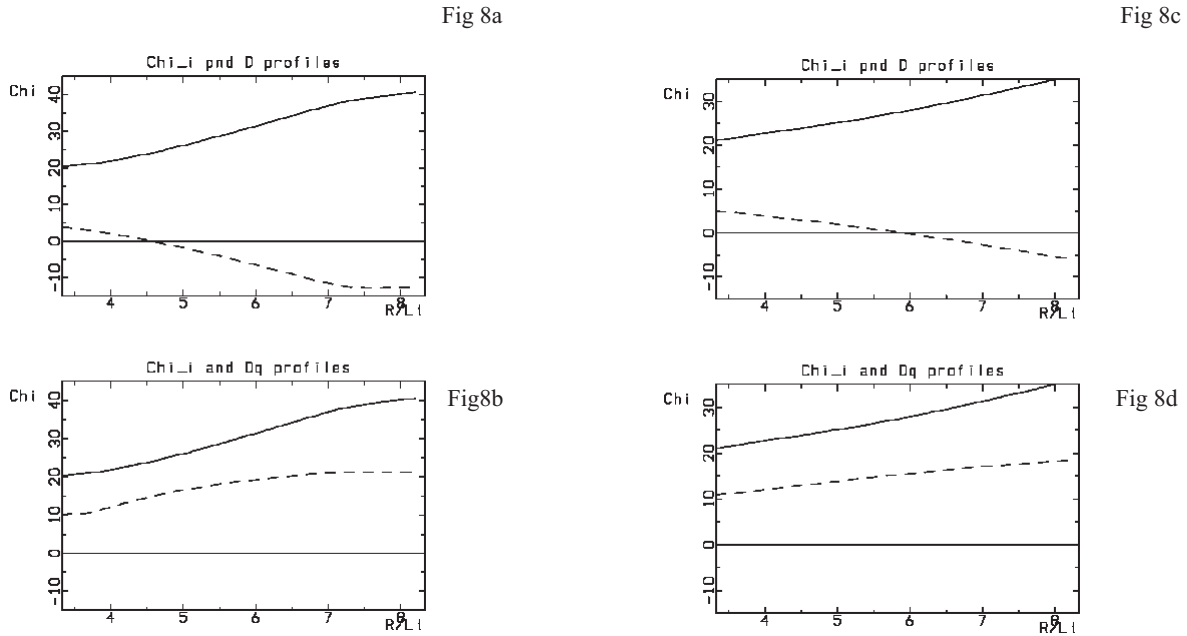 Fig 8a
Chi_i pnd D profiles
Chi
40
30
20
10
0
-10
4 5 6 7 8
R/Lt
Chi_i and Dq profiles
Chi
Fig8b
40
30
20
10
0
-10
4 5 6 7 8
R/Lt
Fig 8c
Chi_i pnd D profiles
Chi
30
20
10
0
-10
4 5 6 7 8
R/Lt
Chi_i and Dq profiles
Chi
Fig 8d
30
20
10
0
-10
4 5 6 7 8
R/Lt